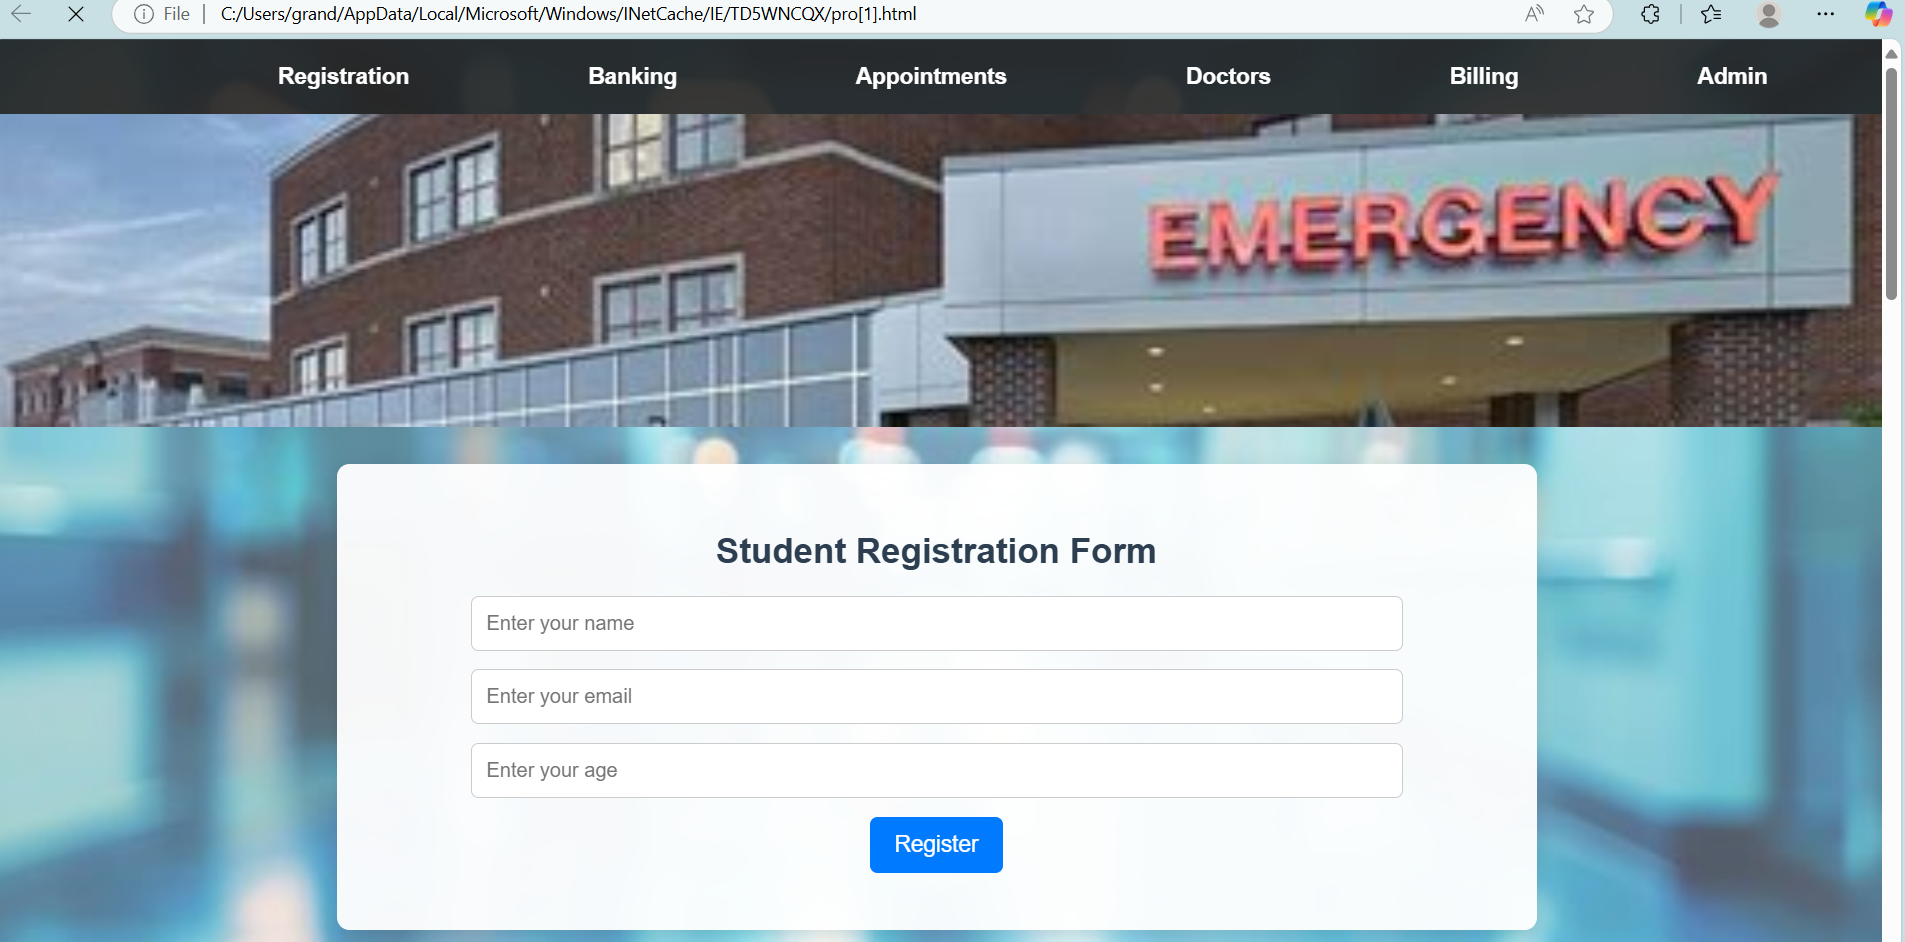 File C:/Users/grand/AppData/Local/Microsoft/Windows/INetCache/IE/TD5WNCQX/pro[1].html
Registration Banking Appointments Doctors Billing Admin
EMERGENCY
Student Registration Form
Enter your name
Enter your email
Enter your age
Register